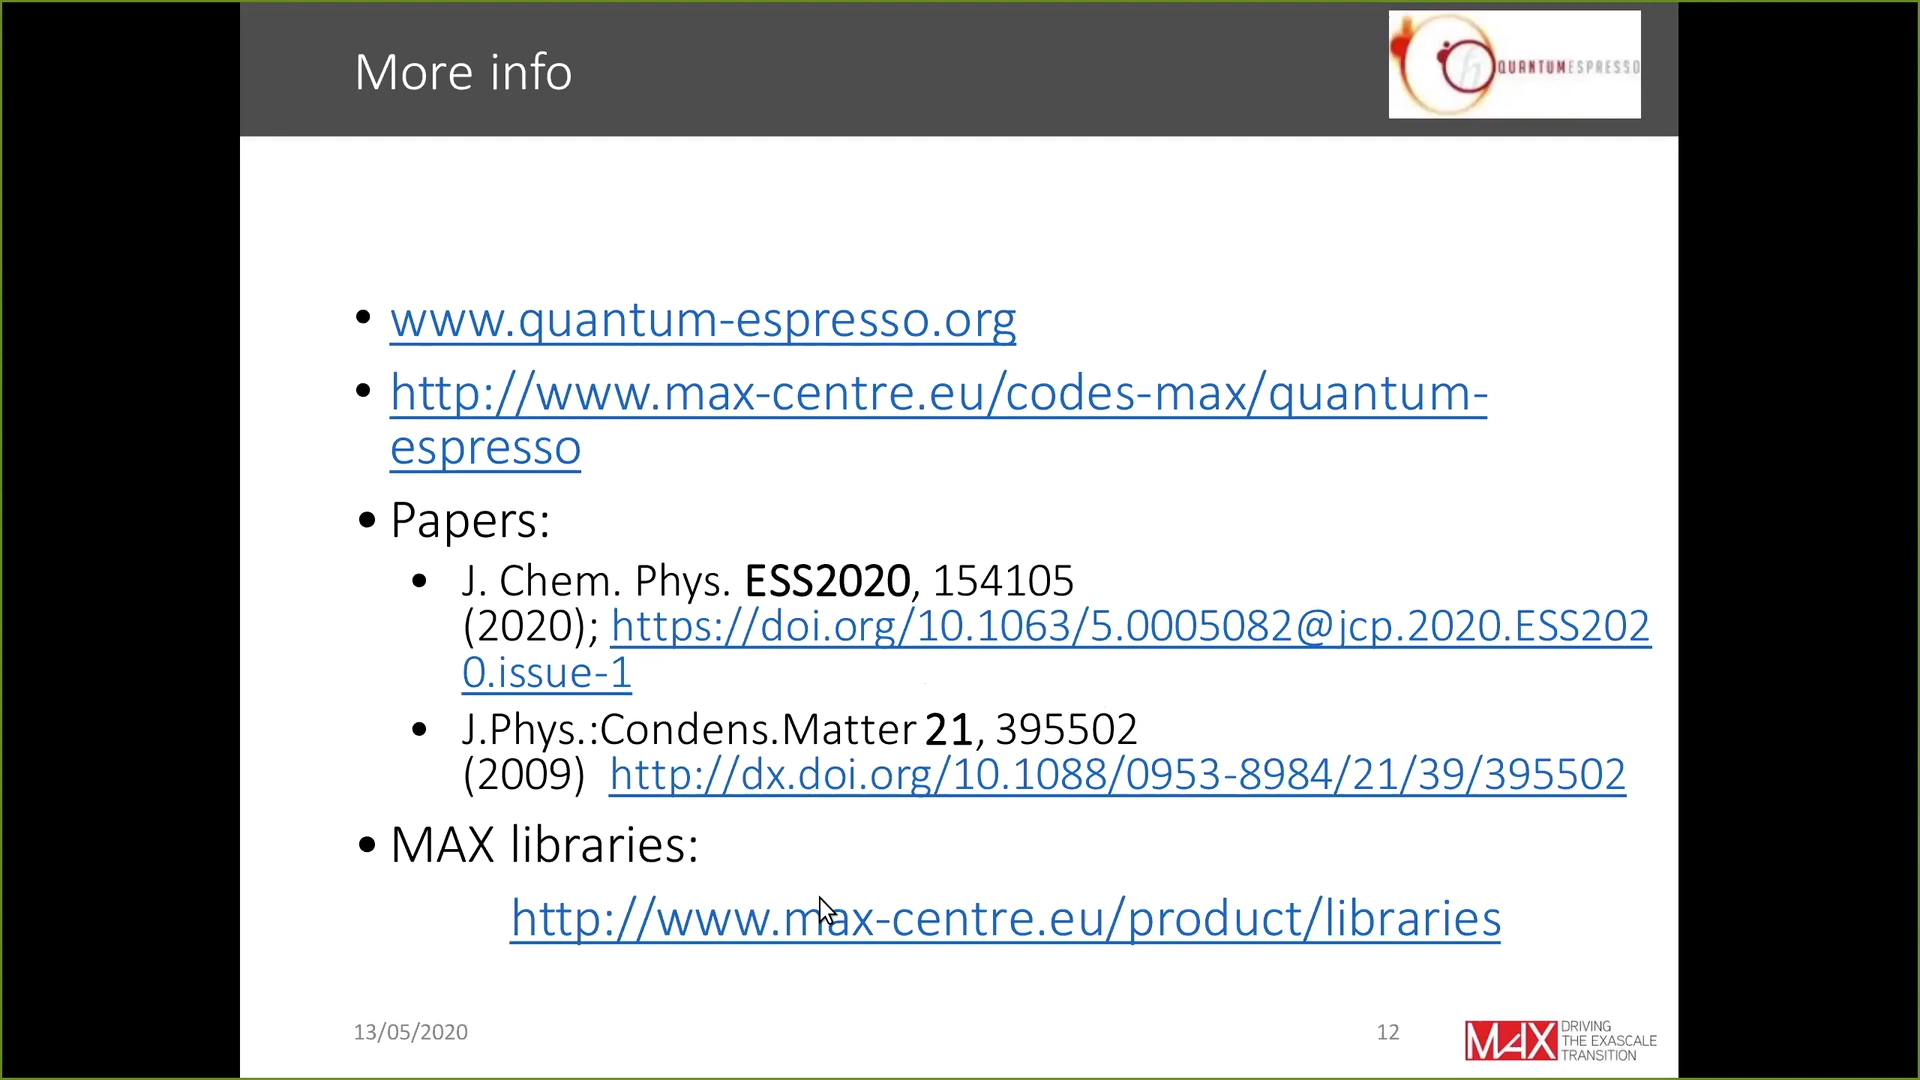 More info
QUANTUMESPRESSO
• www.quantum-espresso.org
• http://www.max-centre.eu/codes-max/quantum-
espresso
• Papers:
• J. Chem. Phys. ESS2020, 154105
(2020); https://doi.org/10.1063/5.0005082@jcp.2020.ESS202
0.issue-1
• J.Phys.:Condens.Matter 21, 395502
(2009) http://dx.doi.org/10.1088/0953-8984/21/39/395502
• MAX libraries:
http://www.max-centre.eu/product/libraries
13/05/2020
12
MAX
DRIVING
THE EXASCALE
TRANSITION